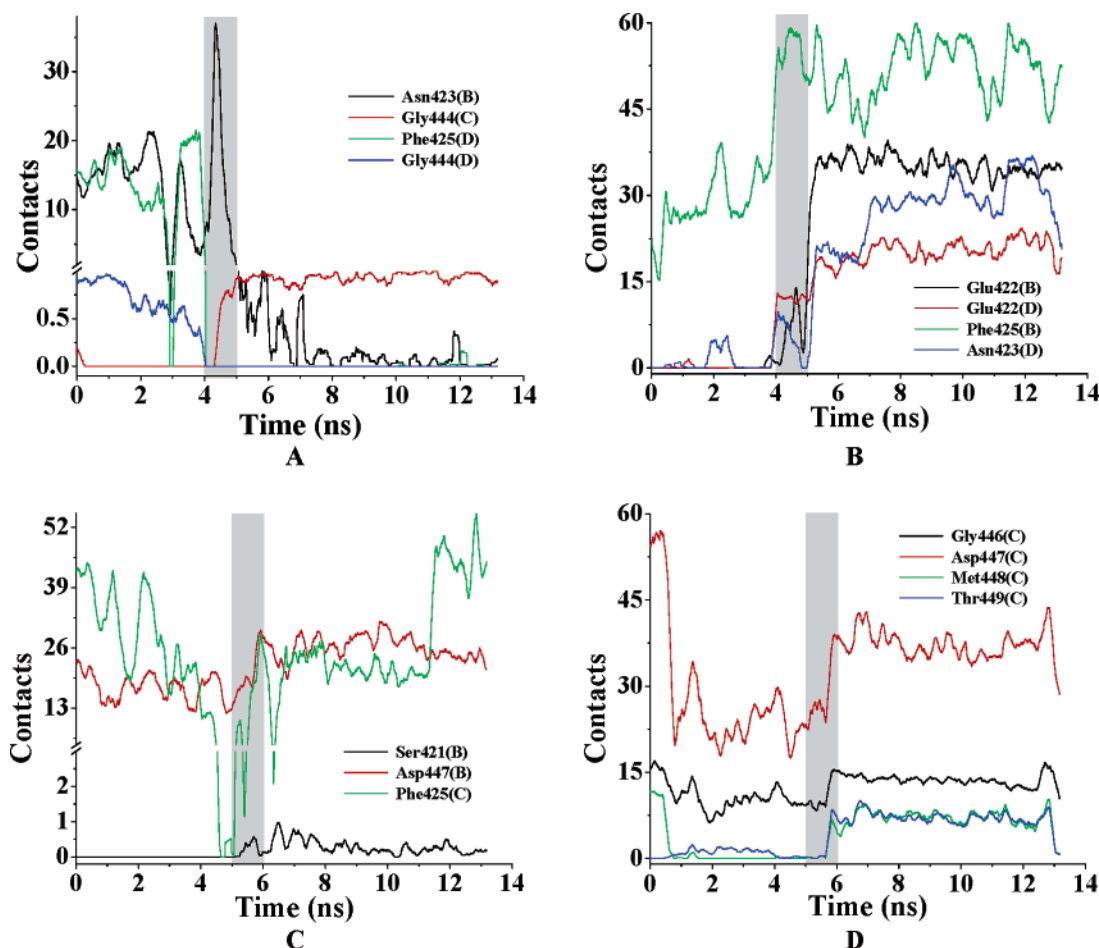 Contacts
30
20
10
0.5
0.0
Asn423(B)
Gly444(C)
Phe425(D)
Gly444(D)
0 2 4 6 8 10 12 14
Time (ns)
A
Contacts
60
45
30
15
0
Glu422(B)
Glu422(D)
Phe425(B)
Asn423(D)
0 2 4 6 8 10 12 14
Time (ns)
B
Contacts
52
39
26
13
2
1
0
Ser421(B)
Asp447(B)
Phe425(C)
0 2 4 6 8 10 12 14
Time (ns)
C
Contacts
60
45
30
15
0
Gly446(C)
Asp447(C)
Met448(C)
Thr449(C)
0 2 4 6 8 10 12 14
Time (ns)
D